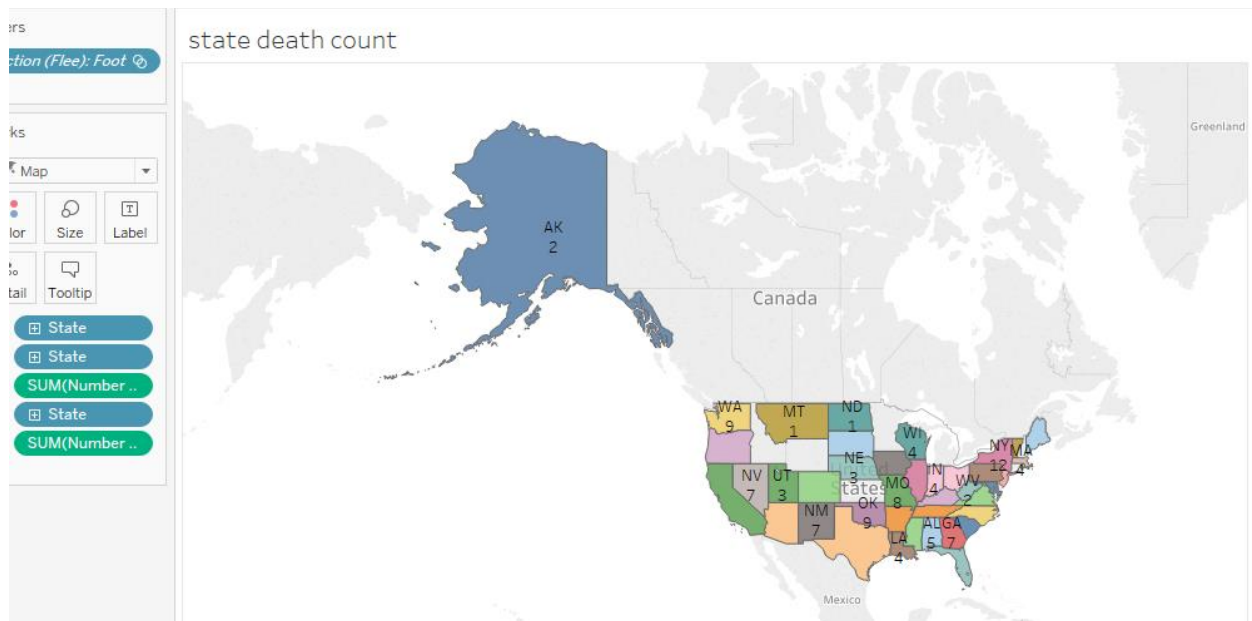 ers
state death count
ction (Flee): Foot
rks
Map
lor
Size
Label
tail
Tooltip
State
State
SUM(Number ..
State
SUM(Number ..
Greenland
AK
2
Canada
WA
9
MT
1
ND
1
WI
4
NY
12
MA
4
NV
7
UT
3
NE
3
United
States
MO
8
IN
4
WV
2
NM
7
OK
9
LA
4
AL
5
GA
7
Mexico